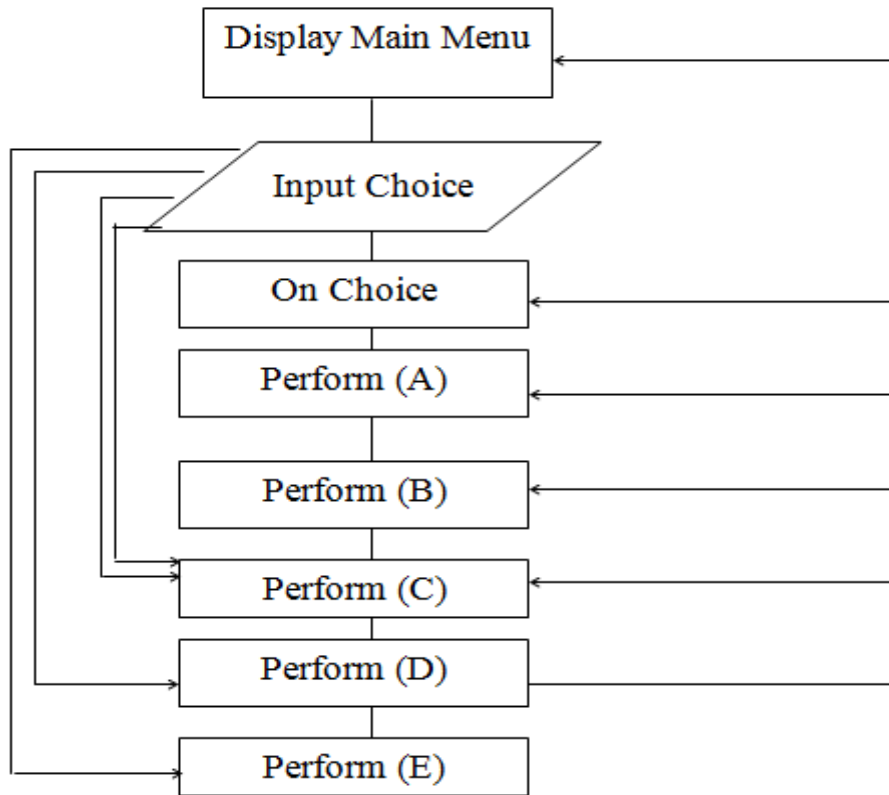 Display Main Menu
Input Choice
On Choice
Perform (A)
Perform (B)
Perform (C)
Perform (D)
Perform (E)